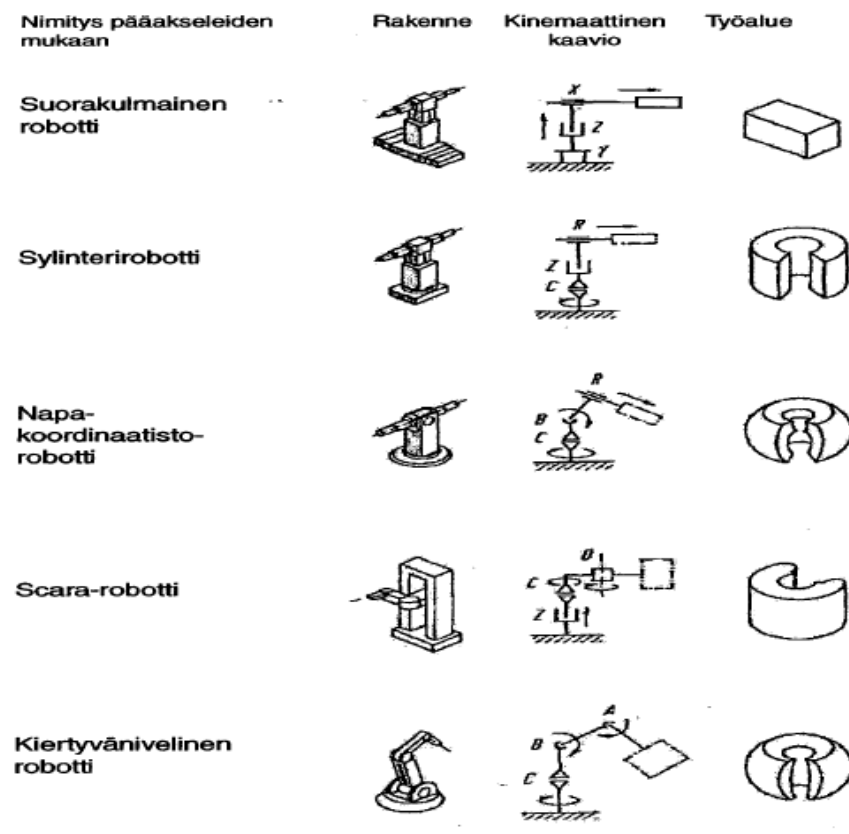 Nimitys pääakseleiden Rakenne Kinemaattinen Työalue
mukaan kaavio
Suorakulmainen
robotti
X
Z
Y
Sylinterirobotti
R
Z
C
Napa-
koordinaatisto-
robotti
R
B
C
Scara-robotti
D
C
Z
Kiertyvänivelinen
robotti
A
B
C